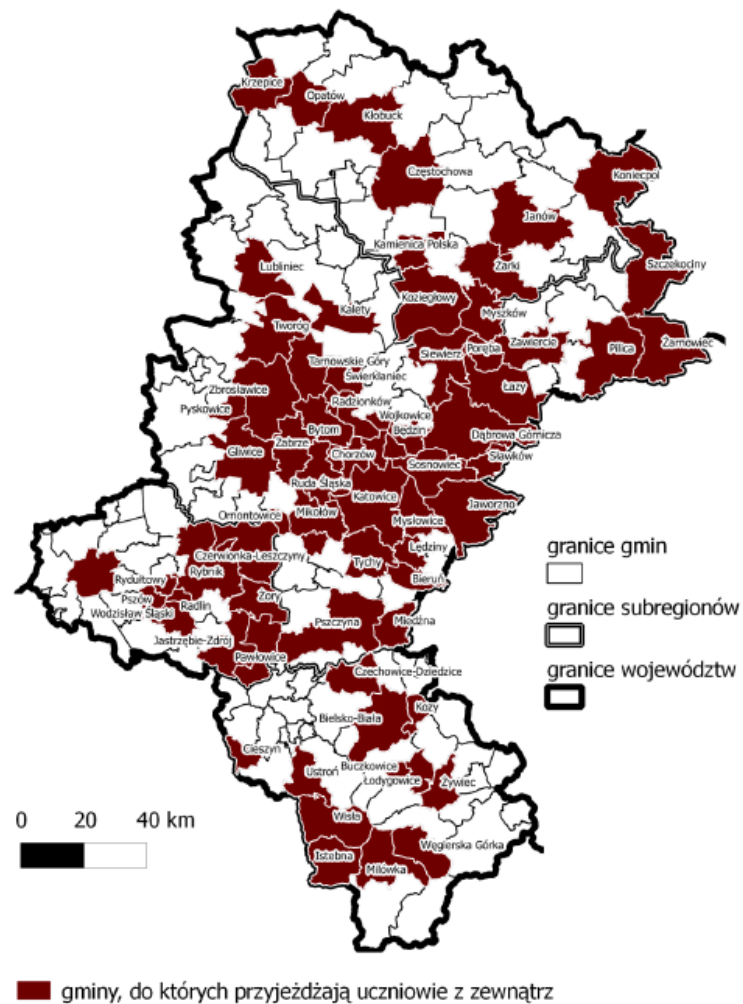 Krzepice
Opatów
Kłobuck
Częstochowa
Koniecpol
Janów
Kamienica Polska
Żarki
Szczekociny
Lubliniec
Koziegłowy
Kalety
Myszków
Tworóg
Zawiercie
Siewierz
Poręba
Pilica
Żarnowiec
Tarnowskie Góry
Świerklaniec
Zbrosławice
Łazy
Radzionków
Pyskowice
Wojkowice
Bytom
Będzin
Dąbrowa Górnicza
Zabrze
Gliwice
Chorzów
Sosnowiec
Sławków
Ruda Śląska
Katowice
Jaworzno
Ornontowice
Mikołów
Mysłowice
granice gmin
Lędziny
Czerwionka-Leszczyny
Tychy
Rydułtowy
Rybnik
Bieruń
Pszów
Żory
granice subregionów
Wodzisław Śląski
Radlin
Pszczyna
Miedźna
Jastrzębie-Zdrój
Pawłowice
granice województw
Czechowice-Dziedzice
Bielsko-Biała
Kozy
Cieszyn
Buczkowice
Ustroń
Łodygowice
Żywiec
0 20 40 km
Wisła
Węgierska Górka
Istebna
Milówka
gminy, do których przyjeżdżają uczniowie z zewnątrz